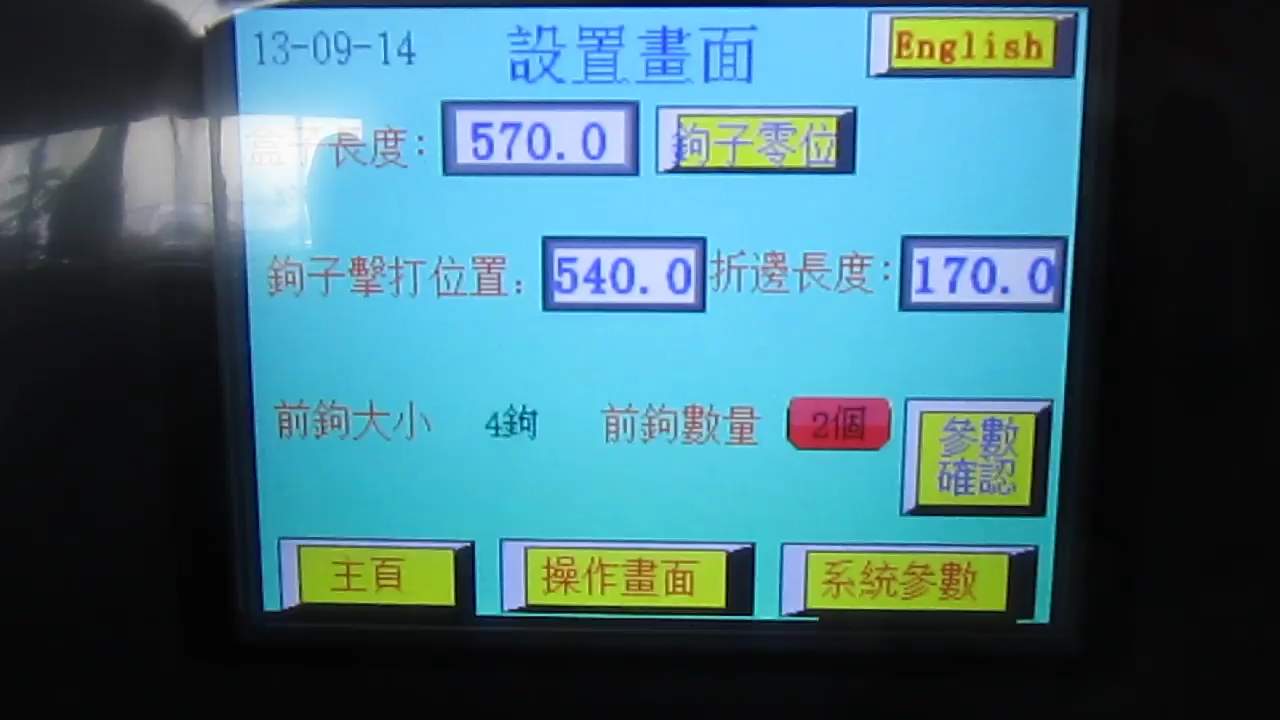 13-09-14 設置畫面 English
盒子長度: 570.0 鉤子零位
鉤子擊打位置: 540.0 折邊長度: 170.0
前鉤大小 4鉤 前鉤數量 2個 參數
確認
主頁 操作畫面 系統參數